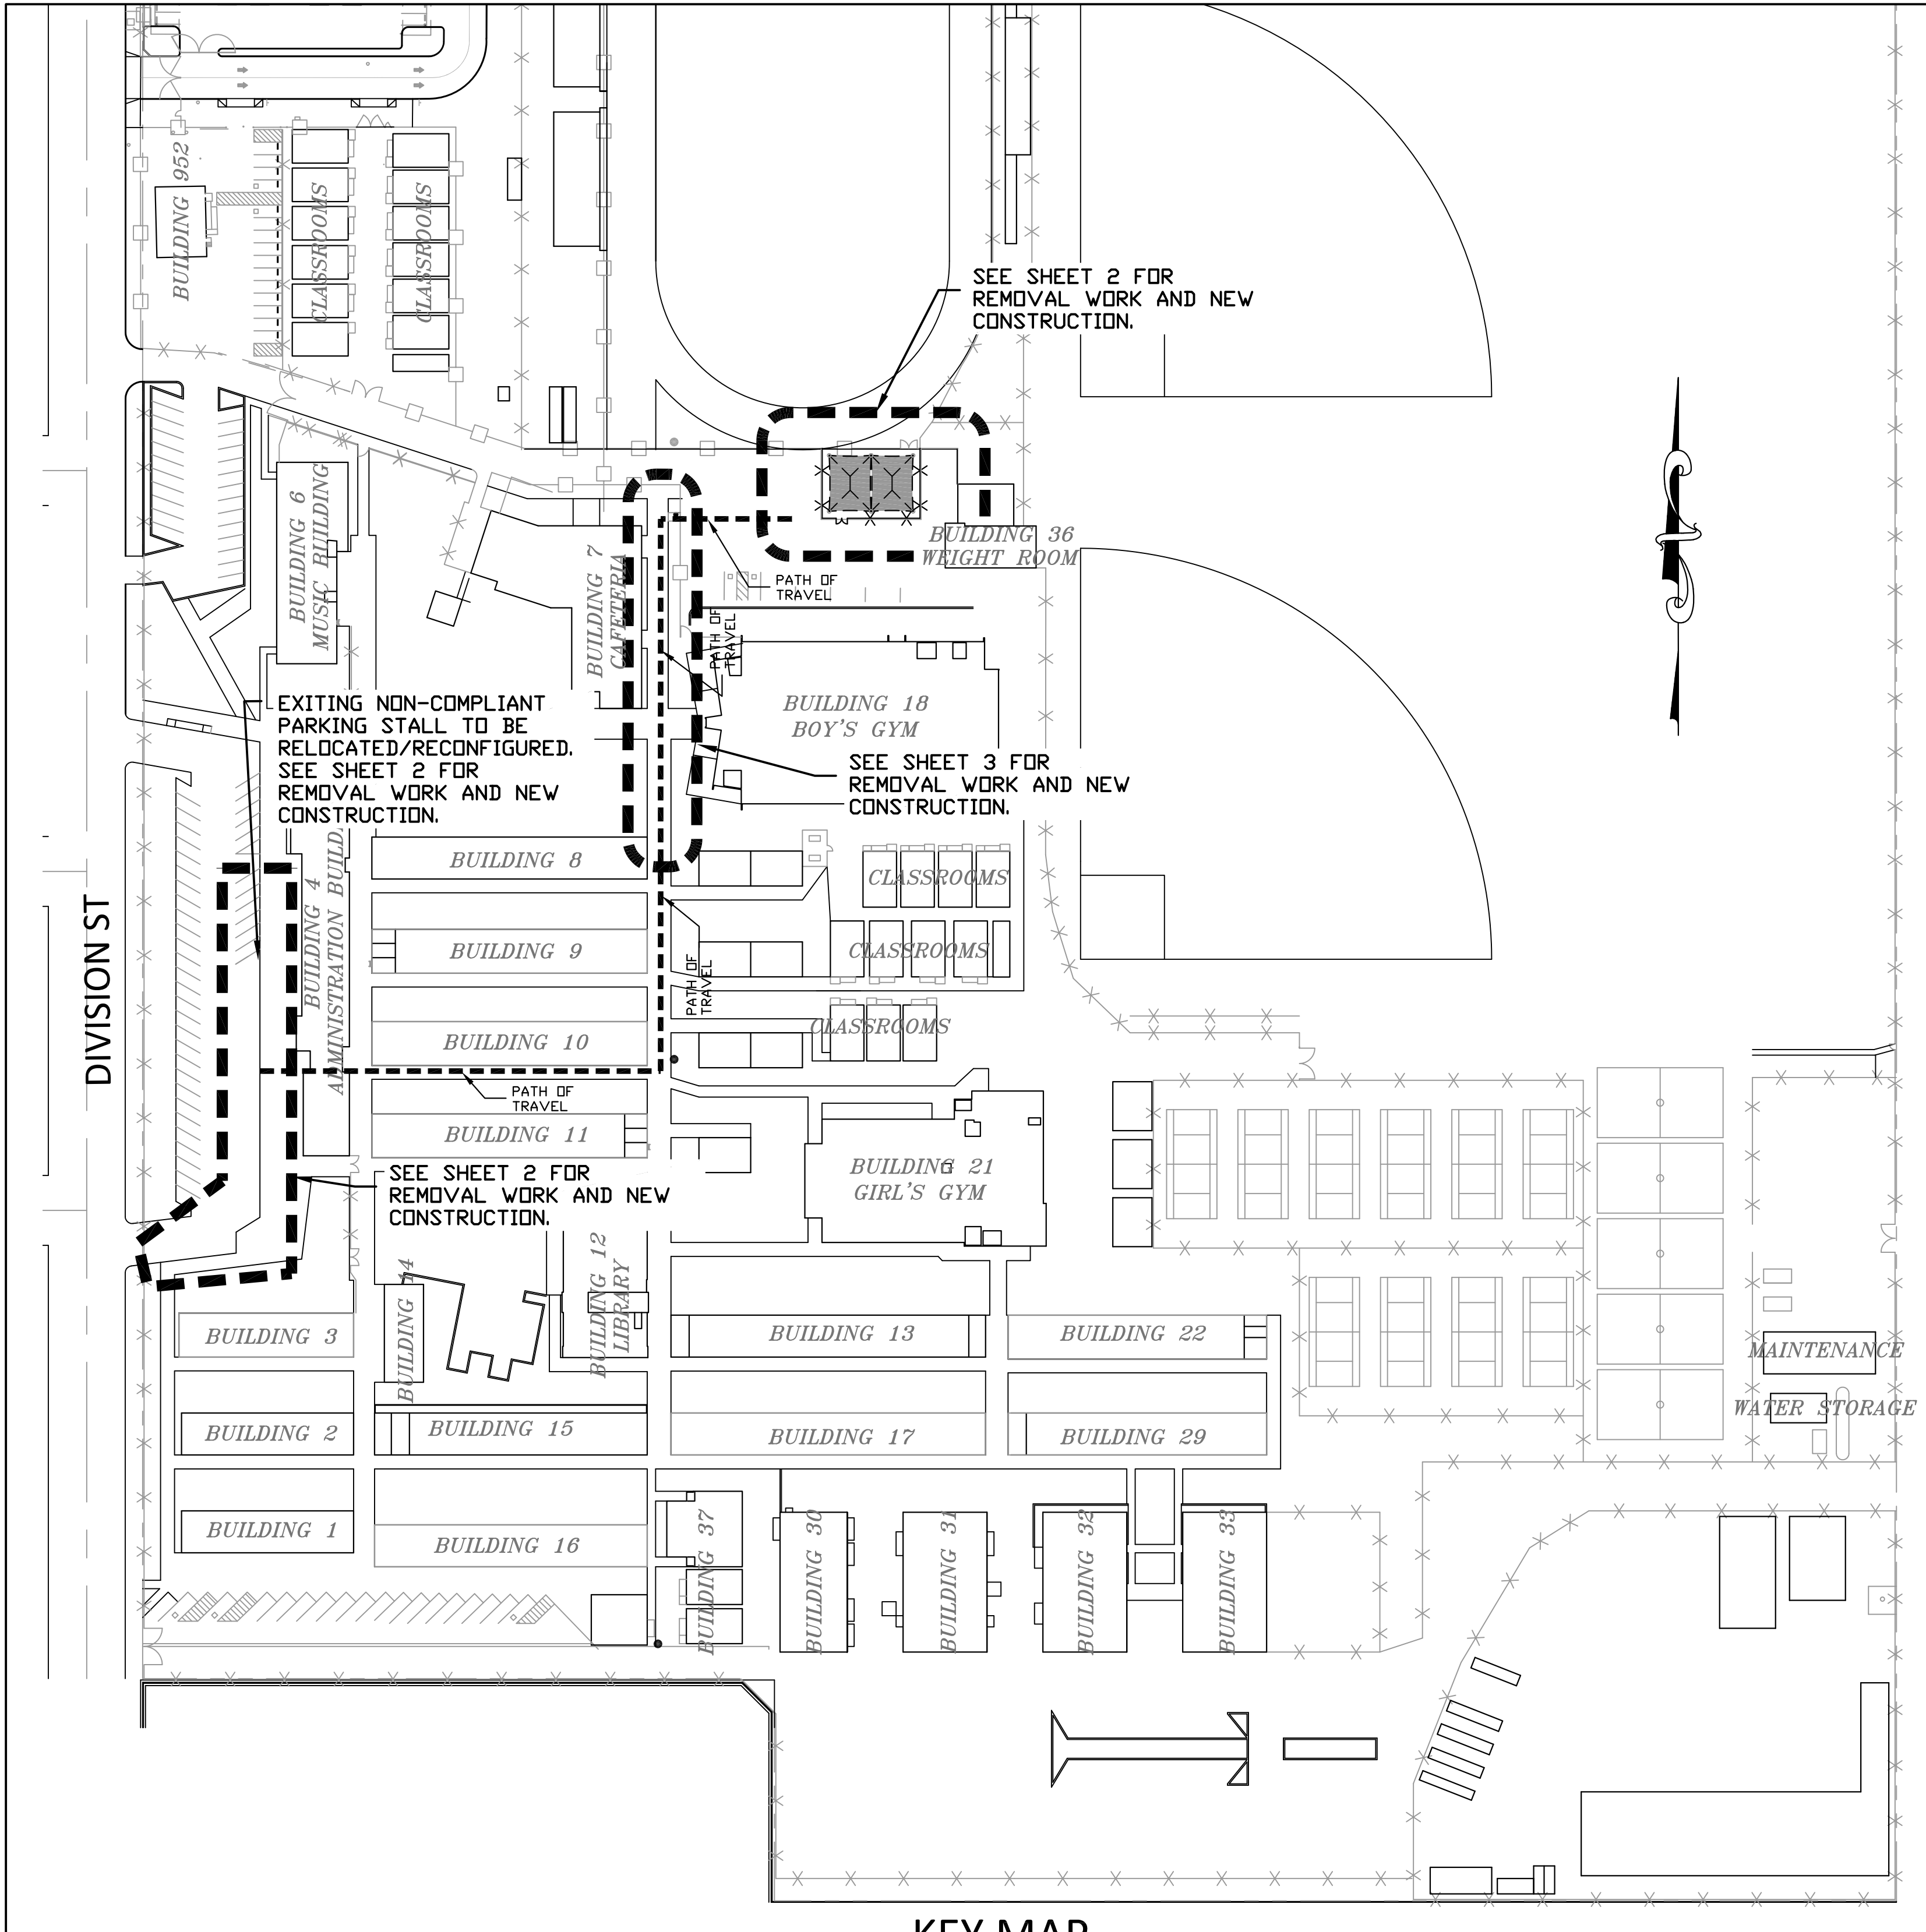 BUILDING 952
CLASSROOMS
CLASSROOMS
SEE SHEET 2 FOR
REMOVAL WORK AND NEW
CONSTRUCTION.
BUILDING 6
MUSIC BUILDING
BUILDING 7
CAFETERIA
BUILDING 36
WEIGHT ROOM
PATH OF
TRAVEL
PATH OF
TRAVEL
EXITING NON-COMPLIANT
PARKING STALL TO BE
RELOCATED/RECONFIGURED.
SEE SHEET 2 FOR
REMOVAL WORK AND NEW
CONSTRUCTION.
BUILDING 18
BOY'S GYM
SEE SHEET 3 FOR
REMOVAL WORK AND NEW
CONSTRUCTION.
BUILDING 8
CLASSROOMS
BUILDING 4
ADMINISTRATION BUILD
DIVISION ST
BUILDING 9
CLASSROOMS
PATH OF
TRAVEL
BUILDING 10
CLASSROOMS
PATH OF
TRAVEL
BUILDING 11
BUILDING 21
GIRL'S GYM
SEE SHEET 2 FOR
REMOVAL WORK AND NEW
CONSTRUCTION.
BUILDING 3
BUILDING 14
BUILDING 12
LIBRARY
BUILDING 13
BUILDING 22
MAINTENANCE
WATER STORAGE
BUILDING 2
BUILDING 15
BUILDING 17
BUILDING 29
BUILDING 1
BUILDING 16
BUILDING 37
BUILDING 30
BUILDING 31
BUILDING 32
BUILDING 33
KEY MAP